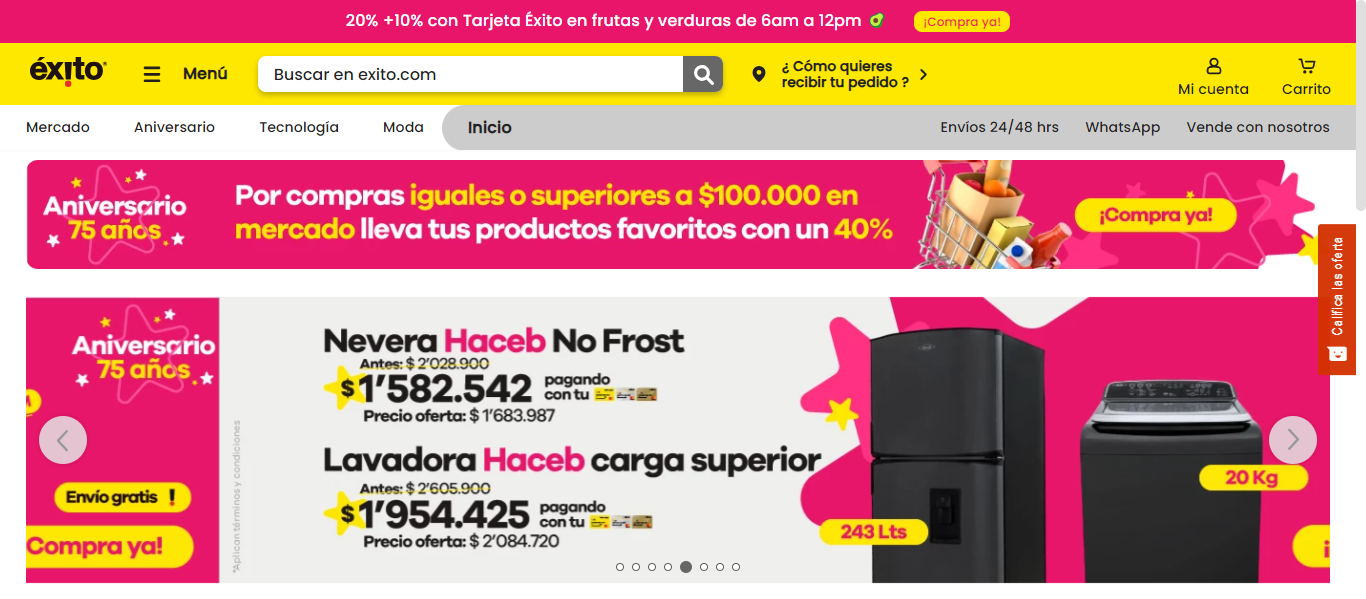 20% +10% con Tarjeta Éxito en frutas y verduras de 6am a 12pm
¡Compra ya!
éxito
Menú
Buscar en exito.com
¿ Cómo quieres
recibir tu pedido ?
Mi cuenta
Carrito
Mercado
Aniversario
Tecnología
Moda
Inicio
Envíos 24/48 hrs
WhatsApp
Vende con nosotros
Aniversario
75 años
Por compras iguales o superiores a $100.000 en
mercado lleva tus productos favoritos con un 40%
¡Compra ya!
Califica las oferta
Aniversario
75 años
Envío gratis !
Compra ya!
*Aplican términos y condiciones
Nevera Haceb No Frost
Antes: $ 2'028.900
$1'582.542 pagando
con tu
Precio oferta: $ 1'683.987
Lavadora Haceb carga superior
Antes: $ 2'605.900
$1'954.425 pagando
con tu
Precio oferta: $ 2'084.720
243 Lts
20 Kg